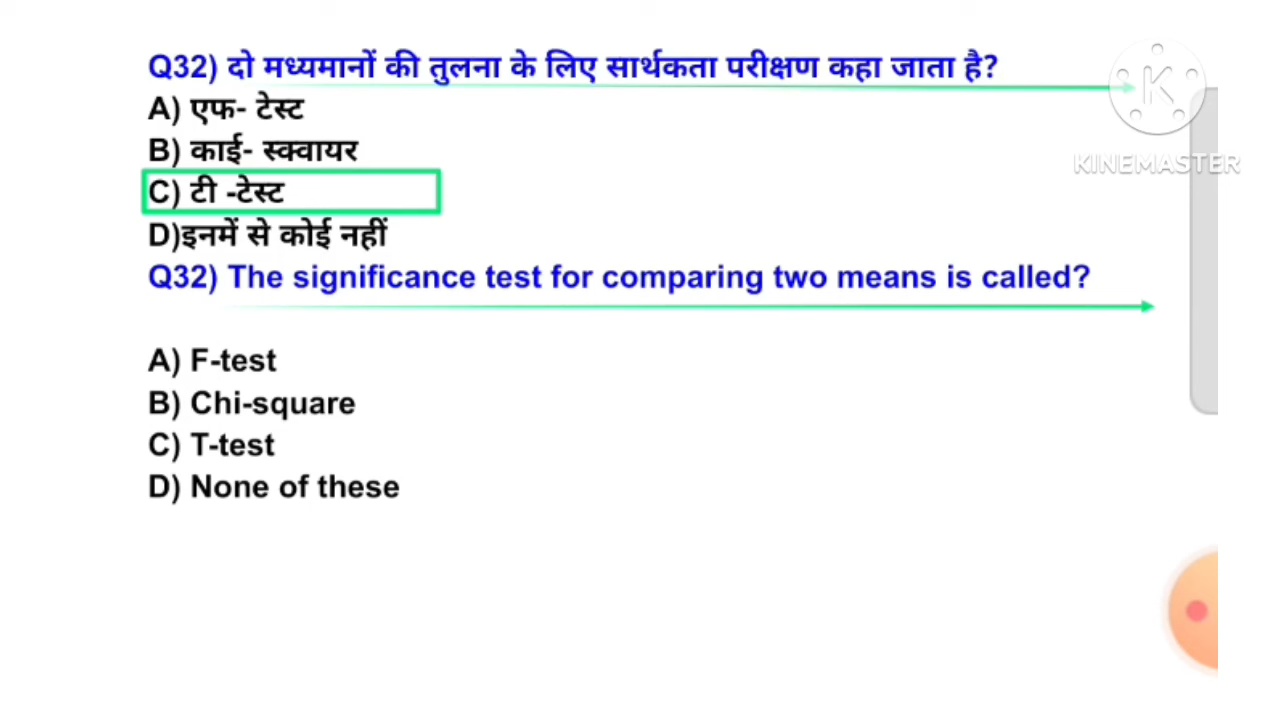 Q32) दो मध्यमानों की तुलना के लिए सार्थकता परीक्षण कहा जाता है?
A) एफ- टेस्ट
B) काई- स्क्वायर
C) टी -टेस्ट
D)इनमें से कोई नहीं
Q32) The significance test for comparing two means is called?
A) F-test
B) Chi-square
C) T-test
D) None of these
K
KINEMASTER